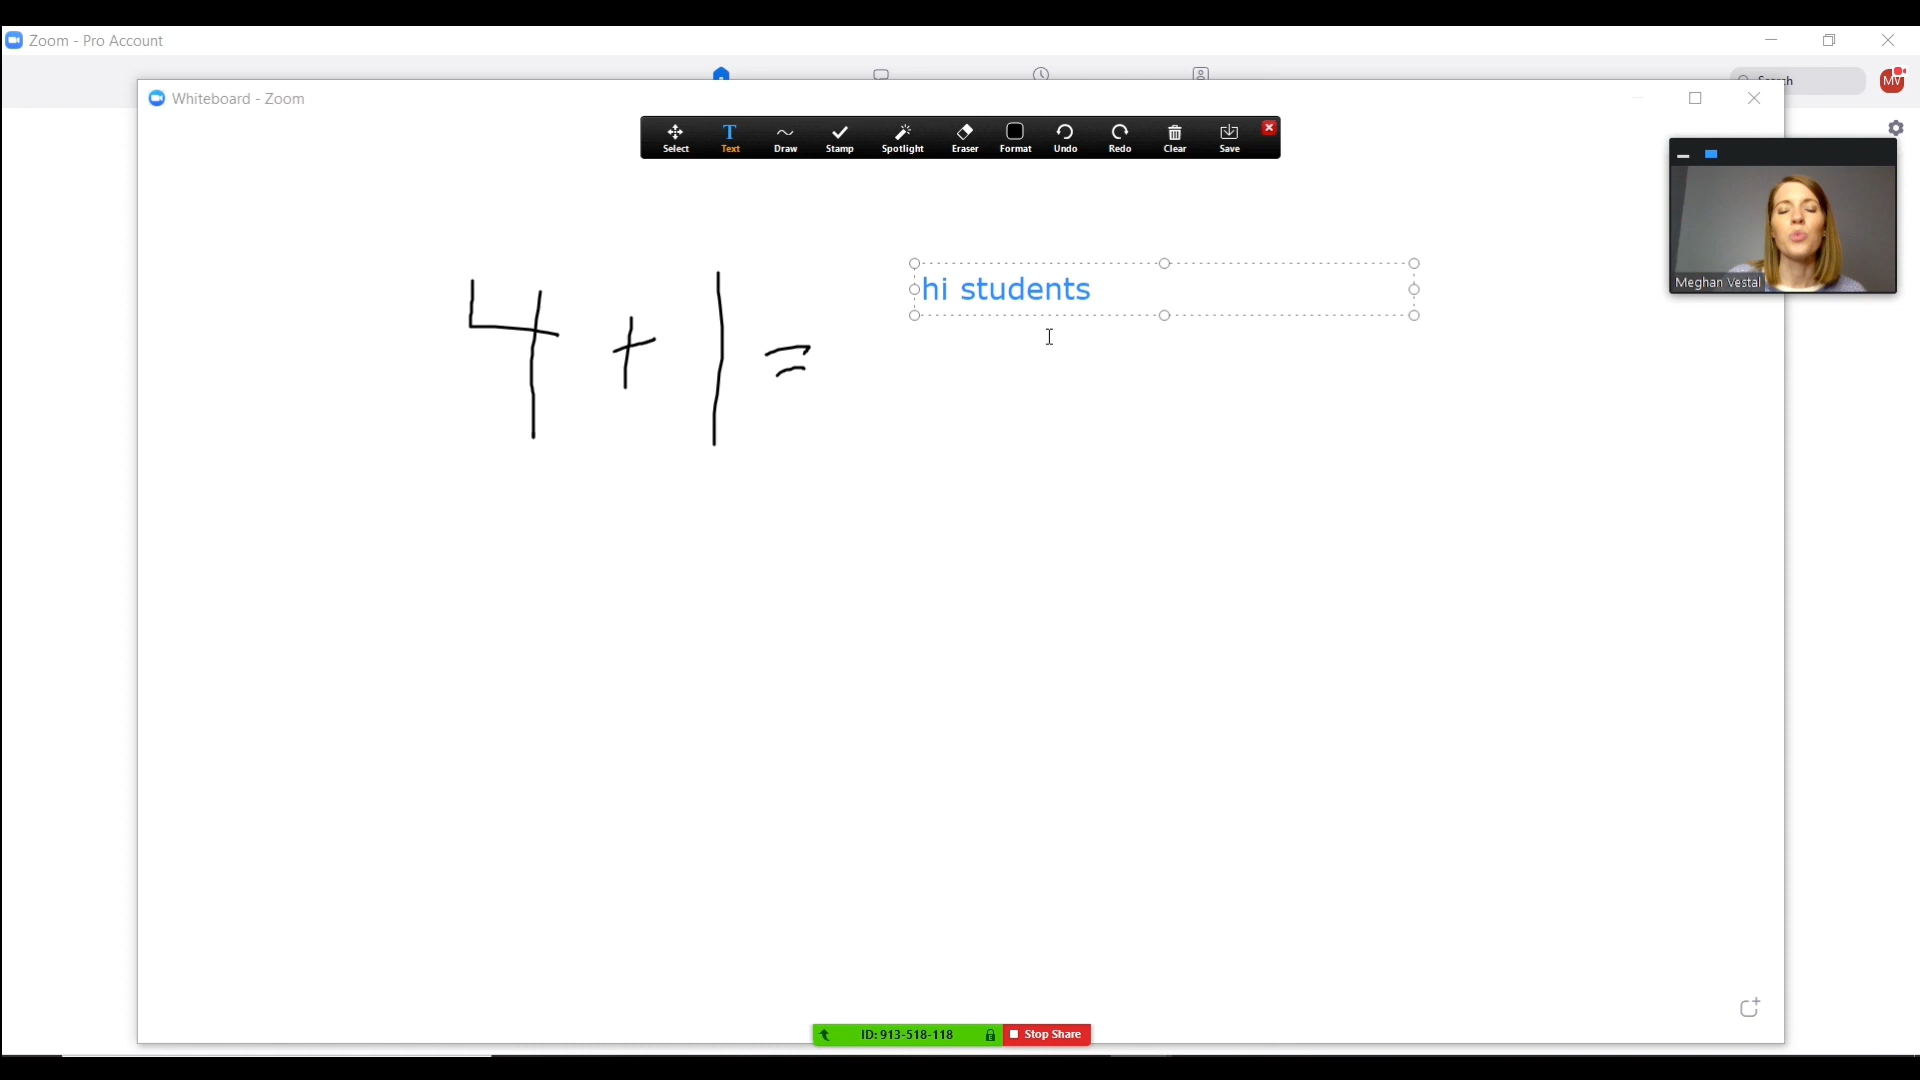 Zoom - Pro Account
Whiteboard - Zoom
MV
Select Text Draw Stamp Spotlight Eraser Format Undo Redo Clear Save
Meghan Vestal
hi students
4 + 1 =
ID: 913-518-118 Stop Share